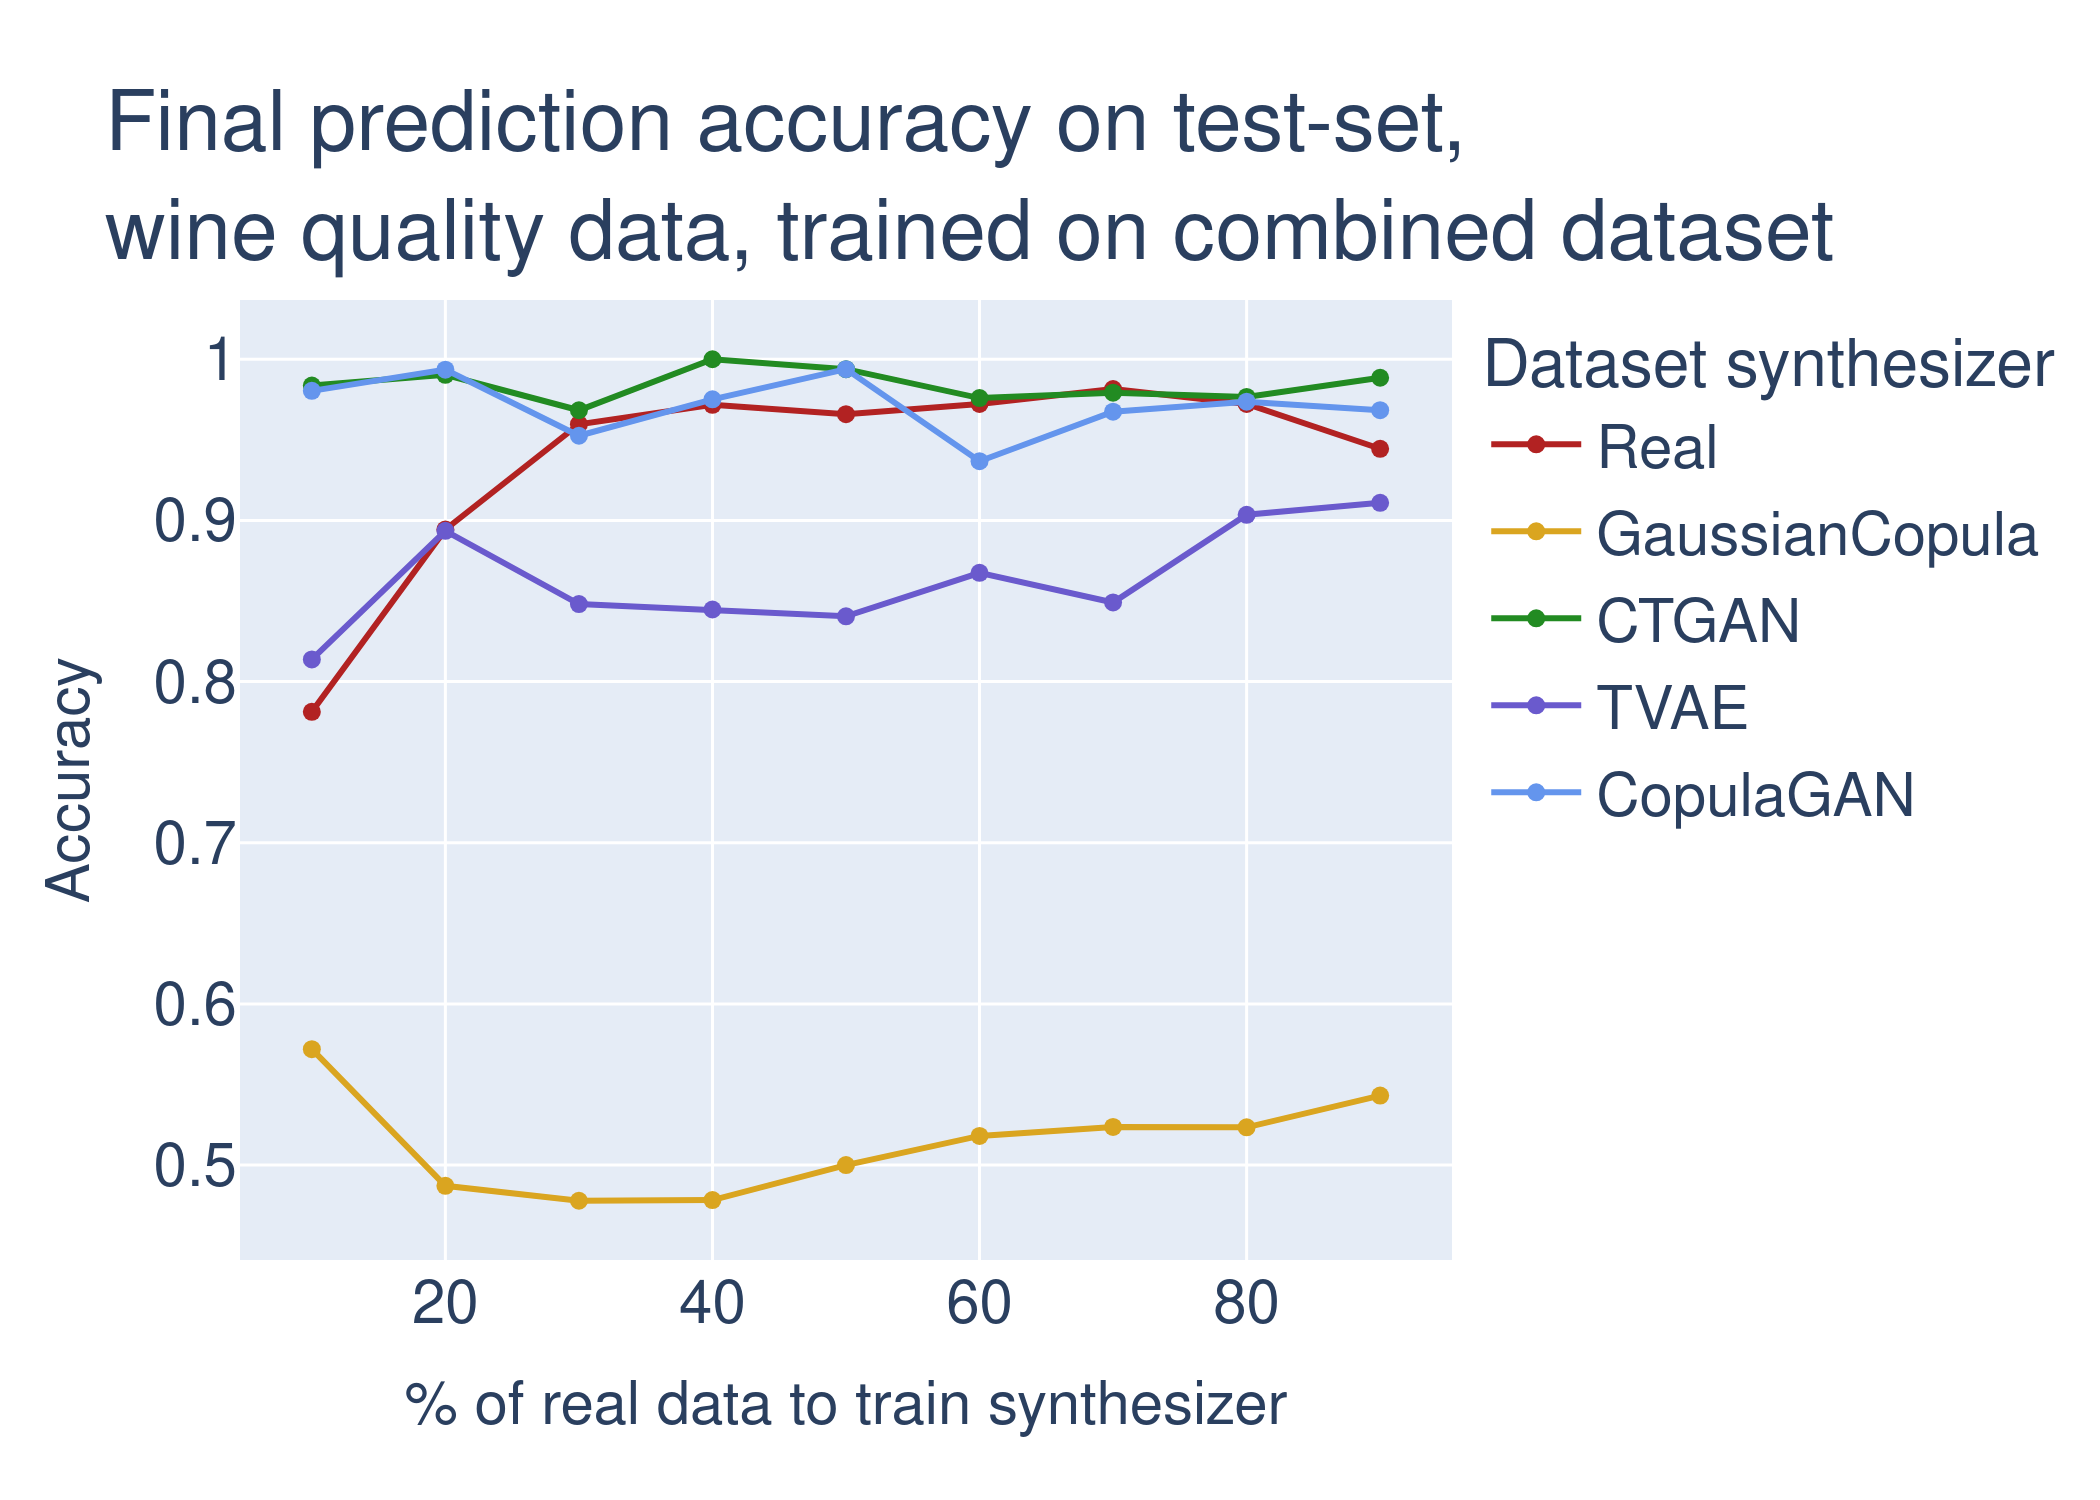 Final prediction accuracy on test-set,
wine quality data, trained on combined dataset
1
0.9
0.8
0.7
0.6
0.5
Accuracy
20
40
60
80
% of real data to train synthesizer
Dataset synthesizer
Real
GaussianCopula
CTGAN
TVAE
CopulaGAN